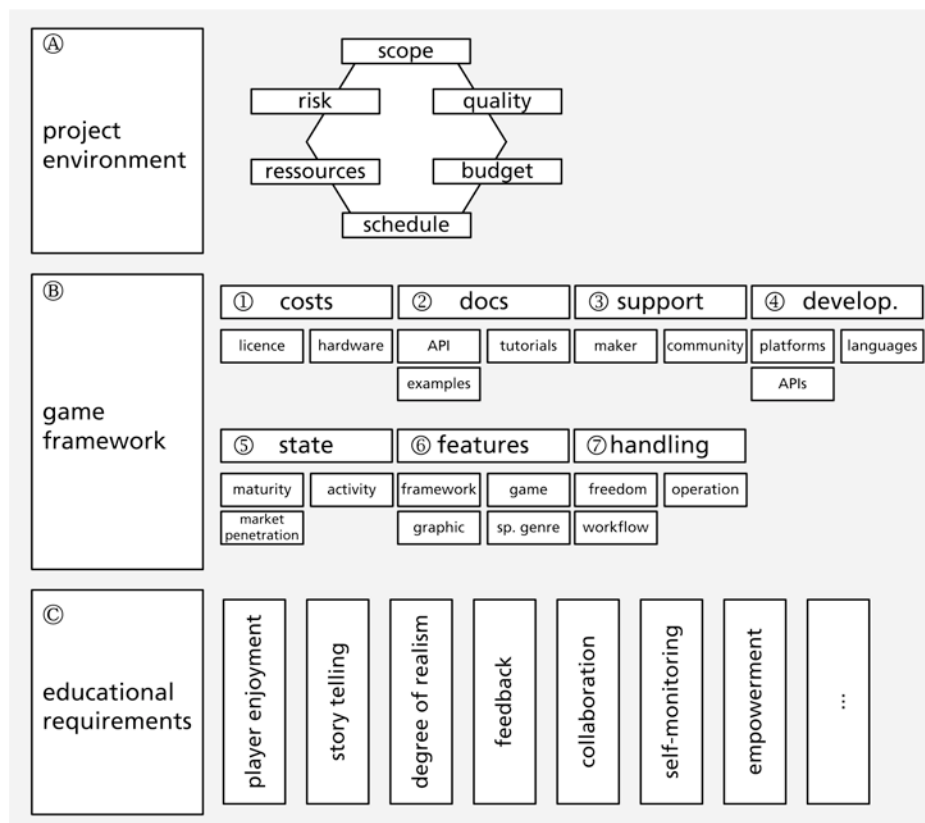 Ⓐ
project
environment
scope
risk
quality
ressources
budget
schedule
Ⓑ
game
framework
① costs
② docs
③ support
④ develop.
licence
hardware
API
tutorials
maker
community
platforms
languages
examples
APIs
⑤ state
⑥ features
⑦ handling
maturity
activity
framework
game
freedom
operation
market
penetration
graphic
sp. genre
workflow
Ⓒ
educational
requirements
player enjoyment
story telling
degree of realism
feedback
collaboration
self-monitoring
empowerment
...